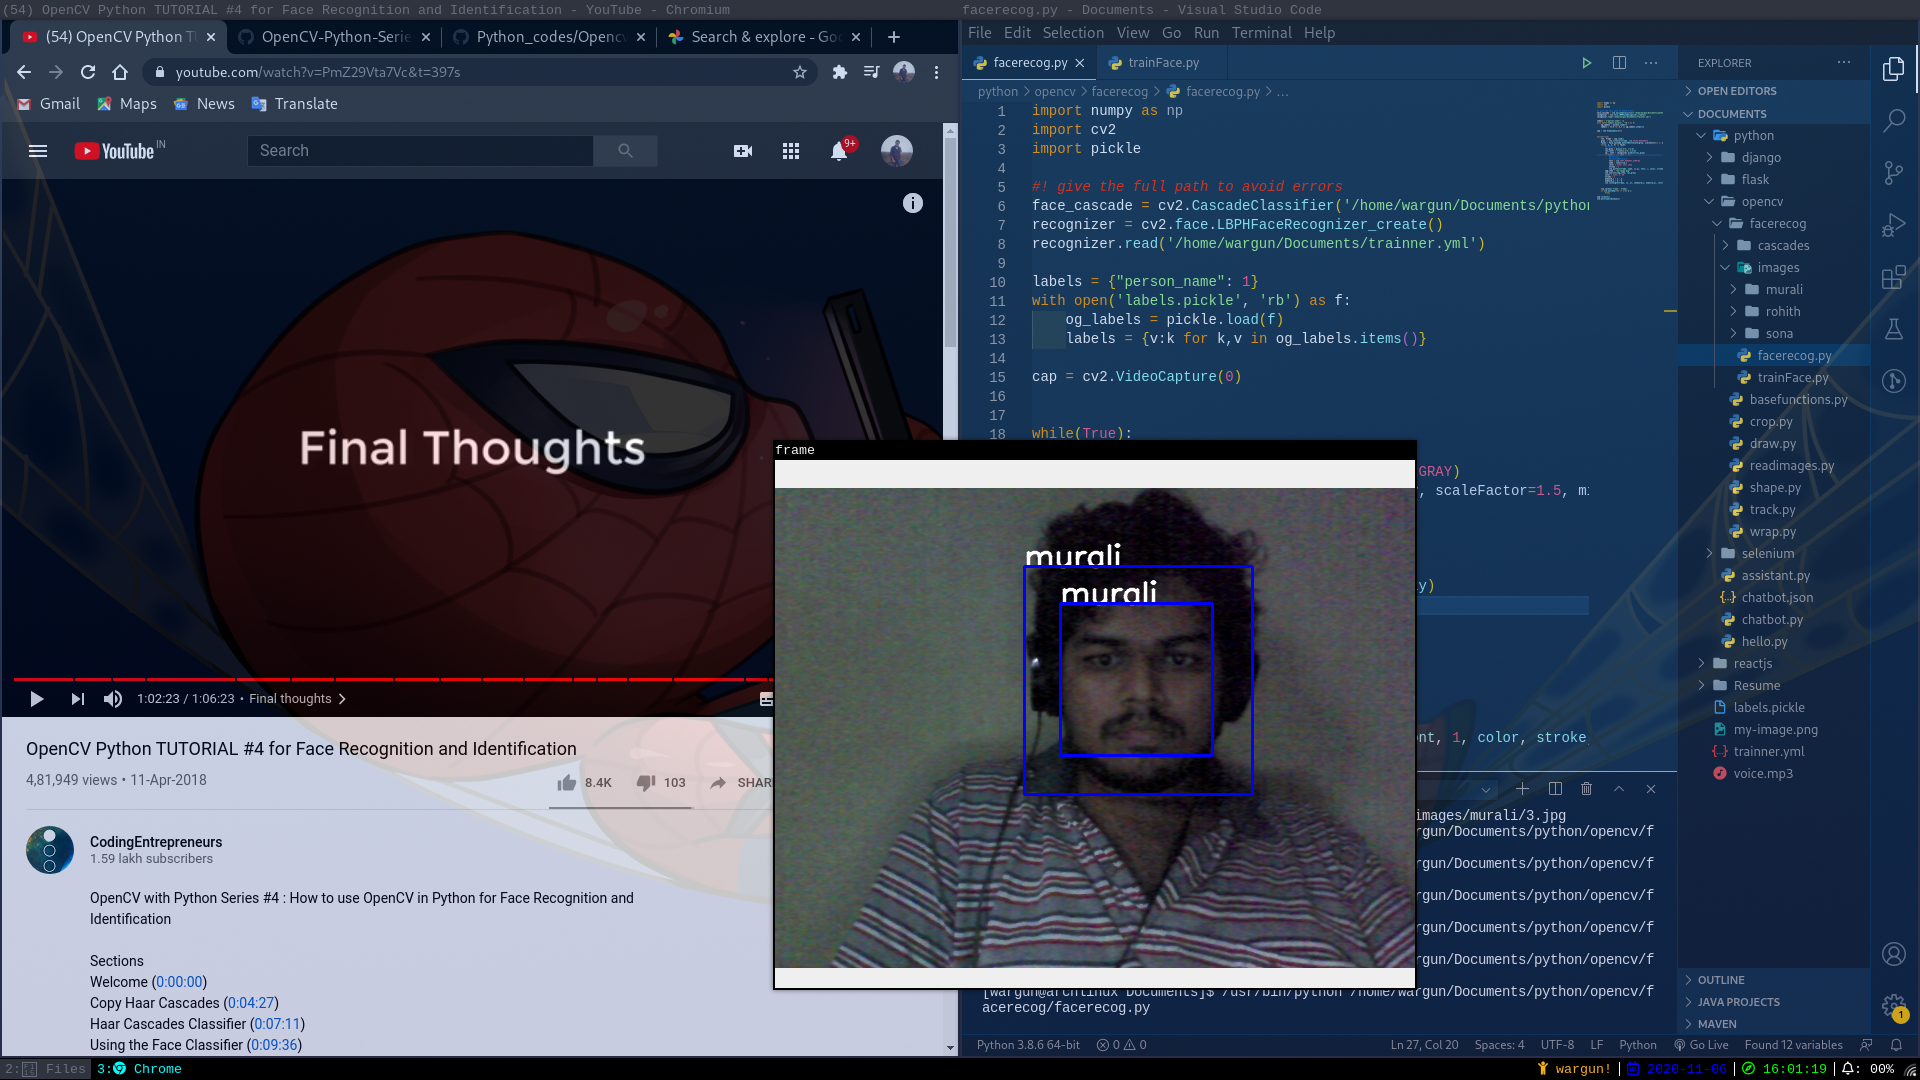 (54) OpenCV Python TUTORIAL #4 for Face Recognition and Identification - YouTube - Chromium
(54) OpenCV Python T
OpenCV-Python-Serie
Python_codes/Opencv
Search & explore - Goo
youtube.com/watch?v=PmZ29Vta7Vc&t=397s
Gmail
Maps
News
Translate
YouTube IN
Search
9+
Final Thoughts
1:02:23 / 1:06:23 • Final thoughts
OpenCV Python TUTORIAL #4 for Face Recognition and Identification
4,81,949 views • 11-Apr-2018
8.4K
103
SHAR
CodingEntrepreneurs
1.59 lakh subscribers
OpenCV with Python Series #4 : How to use OpenCV in Python for Face Recognition and
Identification
Sections
Welcome (0:00:00)
Copy Haar Cascades (0:04:27)
Haar Cascades Classifier (0:07:11)
Using the Face Classifier (0:09:36)
facerecog.py - Documents - Visual Studio Code
File Edit Selection View Go Run Terminal Help
facerecog.py
trainFace.py
python > opencv > facerecog > facerecog.py > ...
1 import numpy as np
2 import cv2
3 import pickle
4
5 #! give the full path to avoid errors
6 face_cascade = cv2.CascadeClassifier('/home/wargun/Documents/python
7 recognizer = cv2.face.LBPHFaceRecognizer_create()
8 recognizer.read('/home/wargun/Documents/trainner.yml')
9
10 labels = {"person_name": 1}
11 with open('labels.pickle', 'rb') as f:
12 og_labels = pickle.load(f)
13 labels = {v:k for k,v in og_labels.items()}
14
15 cap = cv2.VideoCapture(0)
16
17
18 while(True):
GRAY)
, scaleFactor=1.5, mi
y)
nt, 1, color, stroke,
frame
murali
murali
images/murali/3.jpg
rgun/Documents/python/opencv/f
rgun/Documents/python/opencv/f
rgun/Documents/python/opencv/f
rgun/Documents/python/opencv/f
rgun/Documents/python/opencv/f
[wargun@archlinux Documents]$ /usr/bin/python /home/wargun/Documents/python/opencv/f
acerecog/facerecog.py
EXPLORER
OPEN EDITORS
DOCUMENTS
python
django
flask
opencv
facerecog
cascades
images
murali
rohith
sona
facerecog.py
trainFace.py
basefunctions.py
crop.py
draw.py
readimages.py
shape.py
track.py
wrap.py
selenium
assistant.py
chatbot.json
chatbot.py
hello.py
reactjs
Resume
labels.pickle
my-image.png
trainner.yml
voice.mp3
OUTLINE
JAVA PROJECTS
MAVEN
1
Python 3.8.6 64-bit
0
0
Ln 27, Col 20
Spaces: 4
UTF-8
LF
Python
Go Live
Found 12 variables
2: Files
3: Chrome
wargun!
2020-11-06
16:01:19
00%